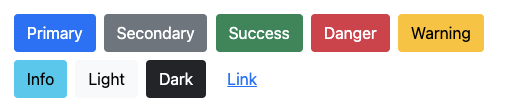 Primary Secondary Success Danger Warning
Info Light Dark Link